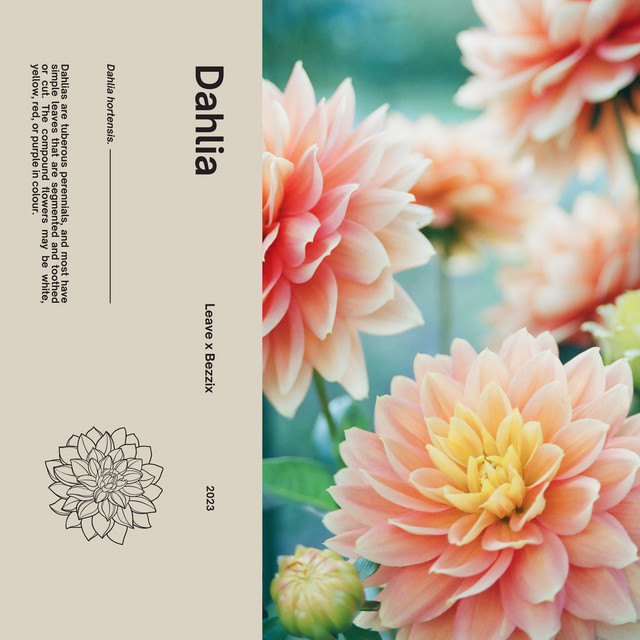 Dahlia
Leave x Bezzix
2023
Dahlia hortensis.
Dahlias are tuberous perennials, and most have
simple leaves that are segmented and toothed
or cut. The compound flowers may be white,
yellow, red, or purple in colour.